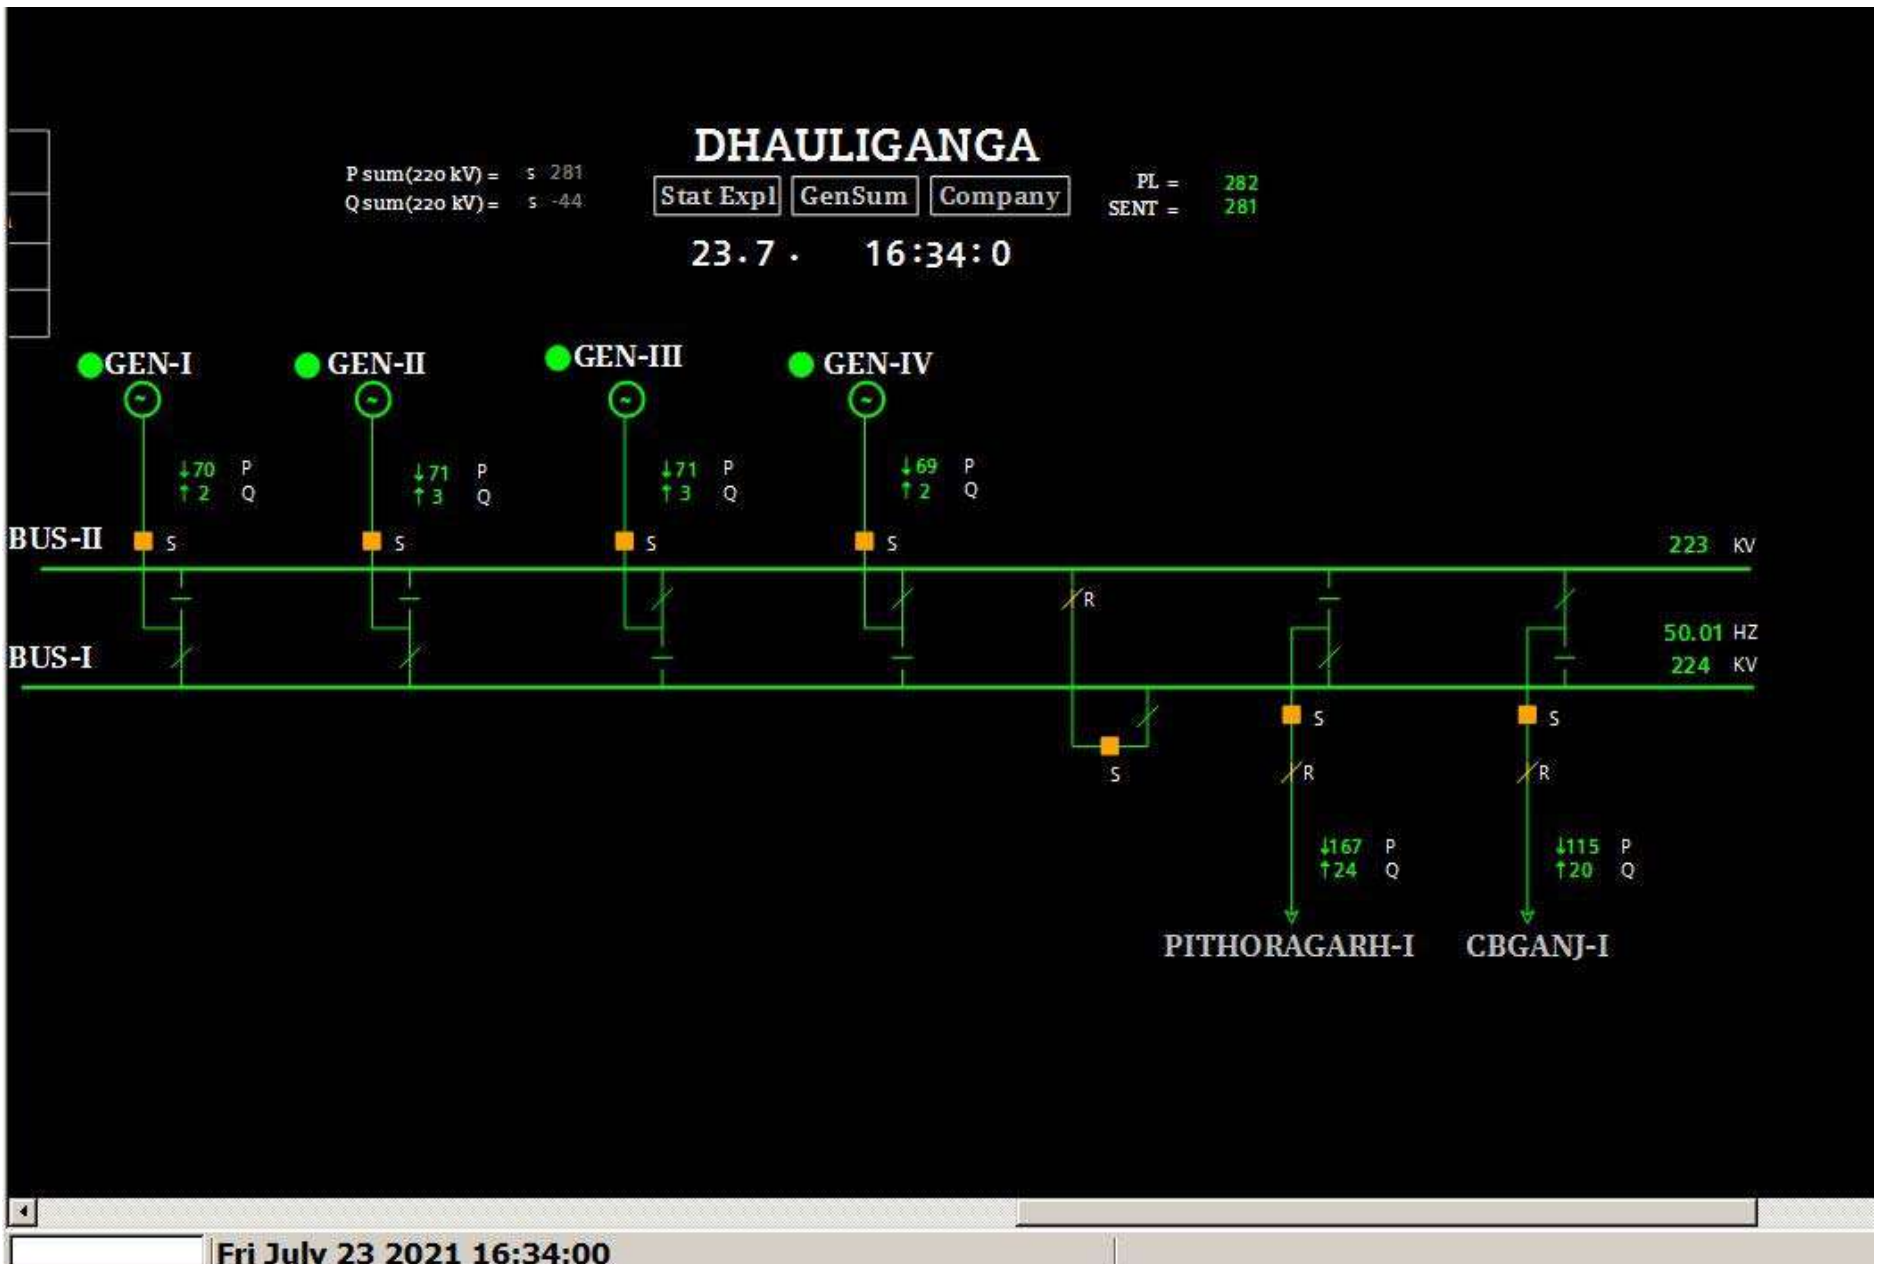 DHAULIGANGA
P sum(220 kV) = s 281
Q sum(220 kV) = s -44
Stat Expl GenSum Company
PL = 282
SENT = 281
23.7. 16:34:0
GEN-I GEN-II GEN-III GEN-IV
↓70 P ↓71 P ↓71 P ↓69 P
↑2 Q ↑3 Q ↑3 Q ↑2 Q
BUS-II S S S S 223 KV
R
50.01 HZ
BUS-I 224 KV
S S
S
R R
↓167 P ↓115 P
↑24 Q ↑20 Q
PITHORAGARH-I CBGANJ-I
Fri July 23 2021 16:34:00